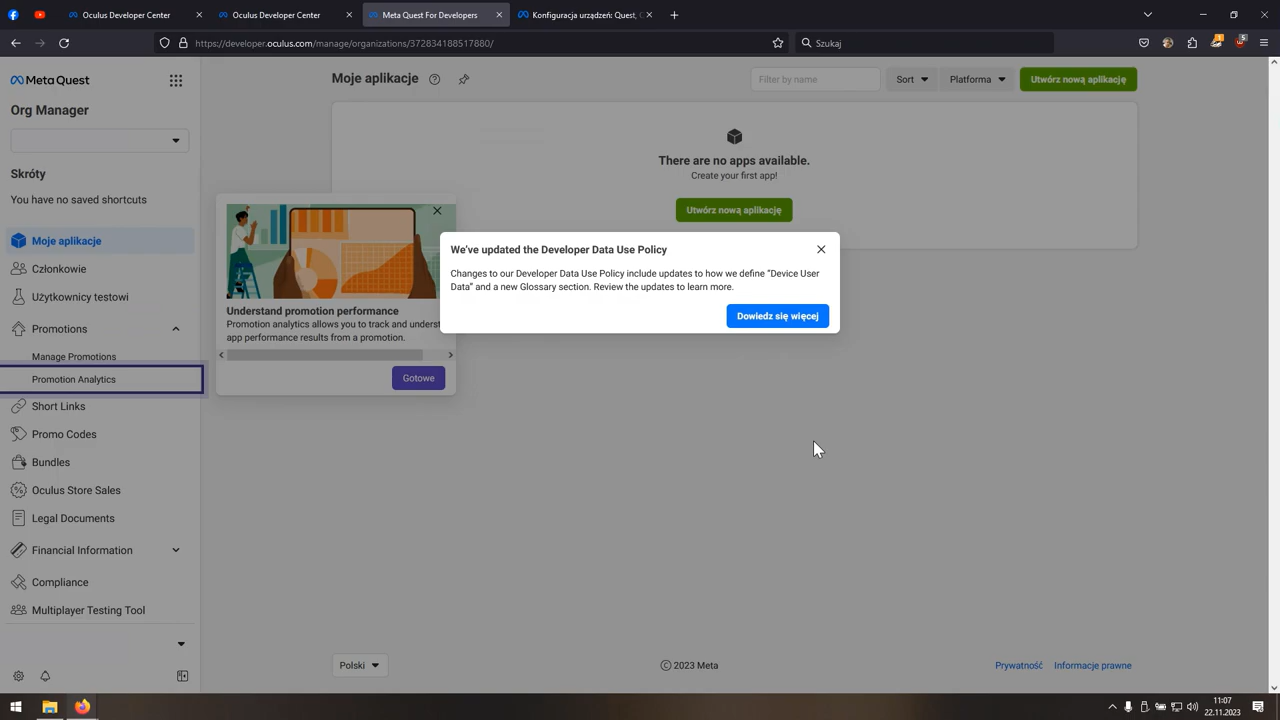 Oculus Developer Center
Oculus Developer Center
Meta Quest For Developers
Konfiguracja urządzeń: Quest, C
https://developer.oculus.com/manage/organizations/372834188517880/
Szukaj
Meta Quest
Org Manager
Skróty
You have no saved shortcuts
Moje aplikacje
Członkowie
Użytkownicy testowi
Promotions
Manage Promotions
Promotion Analytics
Short Links
Promo Codes
Bundles
Oculus Store Sales
Legal Documents
Financial Information
Compliance
Multiplayer Testing Tool
Moje aplikacje
Filter by name
Sort
Platforma
Utwórz nową aplikację
There are no apps available.
Create your first app!
Utwórz nową aplikację
Understand promotion performance
Promotion analytics allows you to track and underst
app performance results from a promotion.
Gotowe
We've updated the Developer Data Use Policy
Changes to our Developer Data Use Policy include updates to how we define “Device User
Data” and a new Glossary section. Review the updates to learn more.
Dowiedz się więcej
Polski
© 2023 Meta
Prywatność
Informacje prawne
11:07
22.11.2023